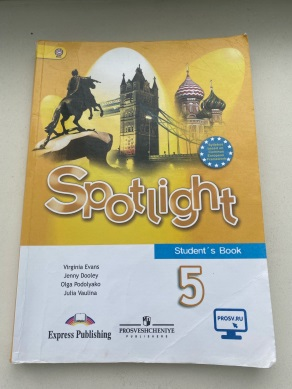 Spotlight
Student's Book
Virginia Evans
Jenny Dooley
Olga Podolyako
Julia Vaulina
5
PROSV.RU
Express Publishing
PROSVESHCHENIYE
PUBLISHERS